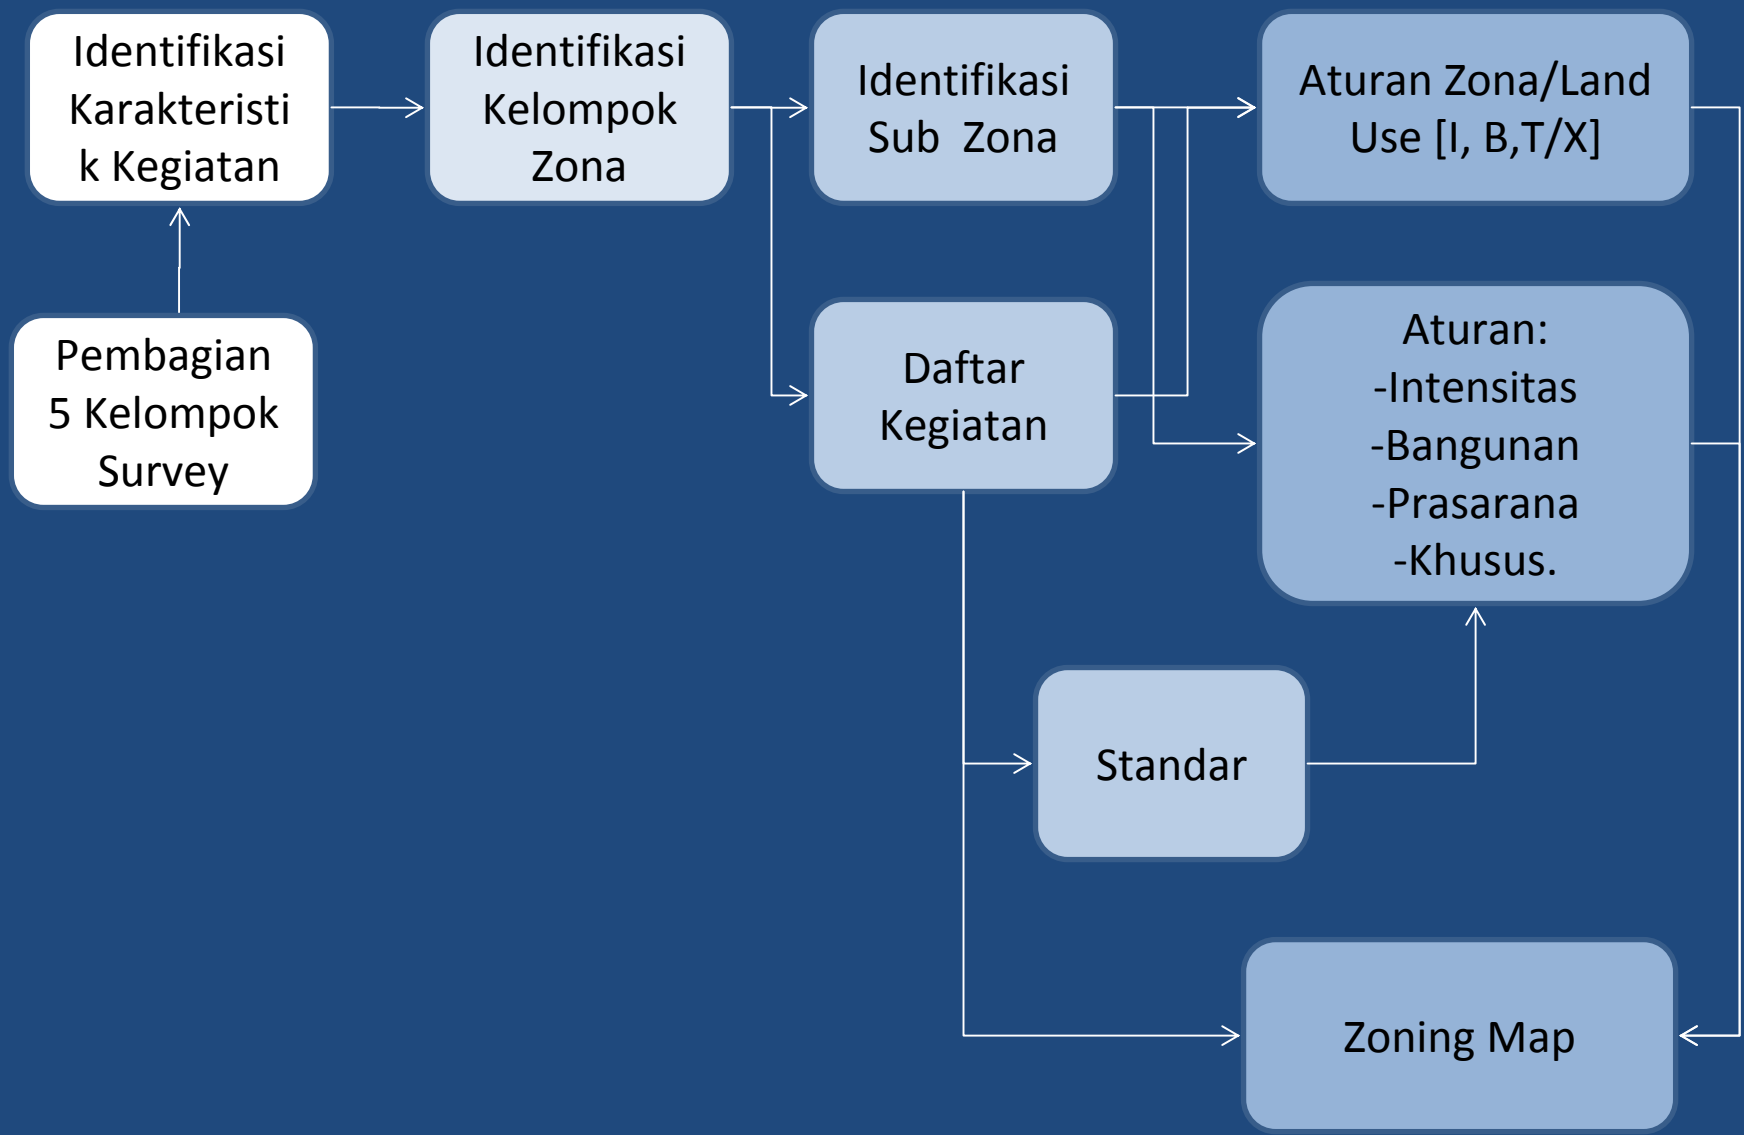 Identifikasi
Karakteristi
k Kegiatan
Identifikasi
Kelompok
Zona
Identifikasi
Sub  Zona
Aturan Zona/Land
Use [I, B,T/X]
Pembagian
5 Kelompok
Survey
Daftar
Kegiatan
Aturan:
-Intensitas
-Bangunan
-Prasarana
-Khusus.
Standar
Zoning Map